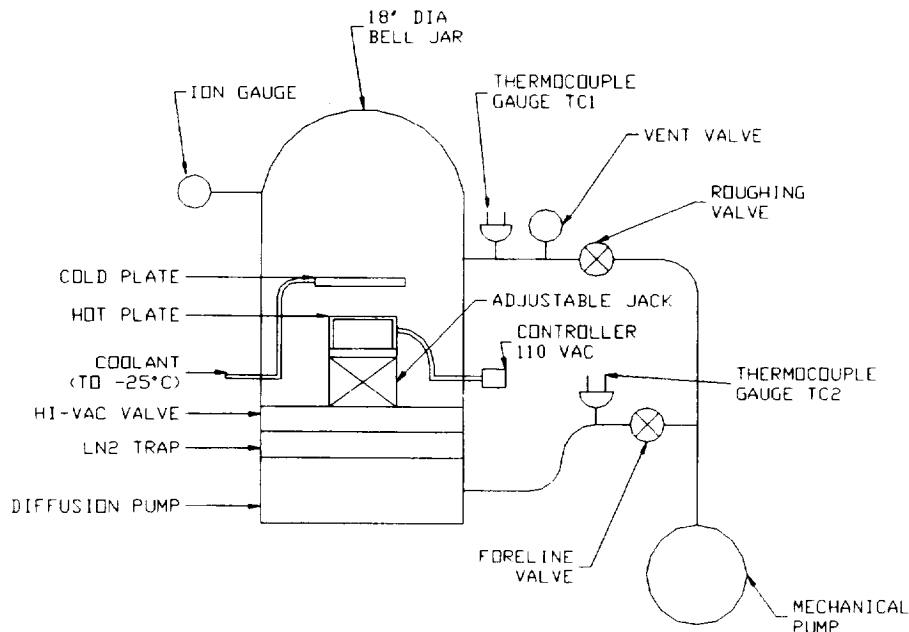 18' DIA
BELL JAR
ION GAUGE
THERMOCOUPLE
GAUGE TC1
VENT VALVE
ROUGHING
VALVE
COLD PLATE
HOT PLATE
ADJUSTABLE JACK
CONTROLLER
110 VAC
COOLANT
(TO -25°C)
THERMOCOUPLE
GAUGE TC2
HI-VAC VALVE
LN2 TRAP
DIFFUSION PUMP
FORELINE
VALVE
MECHANICAL
PUMP